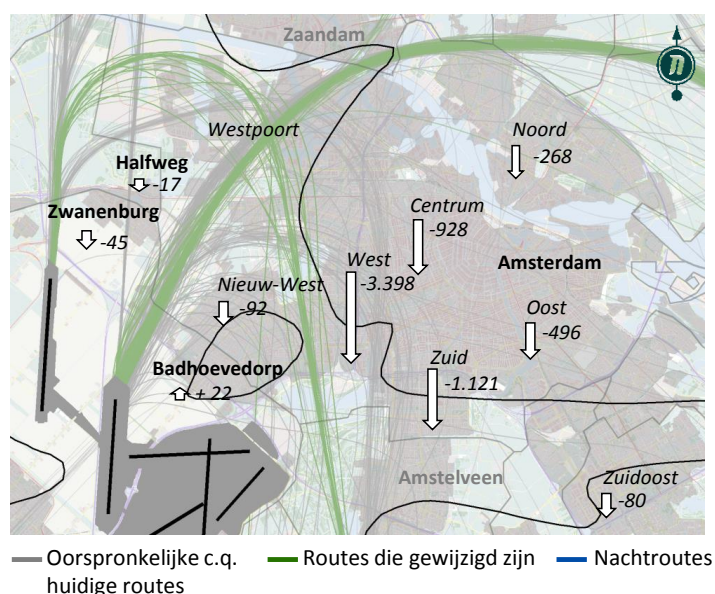 Zaandam
Westpoort
Noord
-268
Halfweg
-17
Zwanenburg
-45
Centrum
-928
West
-3.398
Amsterdam
Nieuw-West
-92
Oost
-496
Badhoevedorp
+ 22
Zuid
-1.121
Amstelveen
Zuidoost
-80
Oorspronkelijke c.q.
huidige routes
Routes die gewijzigd zijn
Nachtroutes